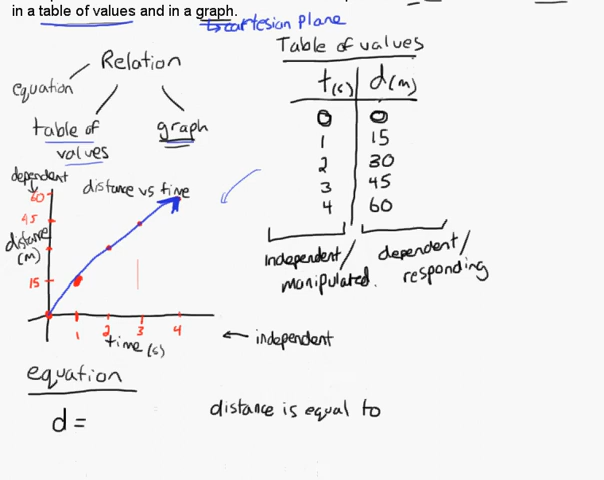 in a table of values and in a graph.
↳ cartesian plane
Relation
equation
table of
values
graph
Table of values
t(s) d(m)
0 0
1 15
2 30
3 45
4 60
independent/
manipulated.
dependent/
responding
dependent
distance vs time
60
45
distance
(m)
15
1 2 3 4
time (s)
← independent
equation
d =
distance is equal to